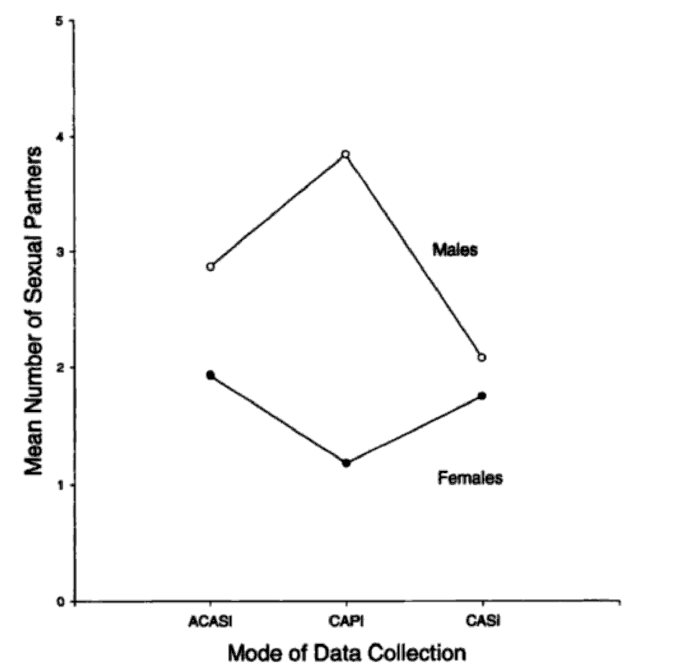 5
4
3
2
1
0
Mean Number of Sexual Partners
Males
Females
ACASI
CAPI
CASI
Mode of Data Collection